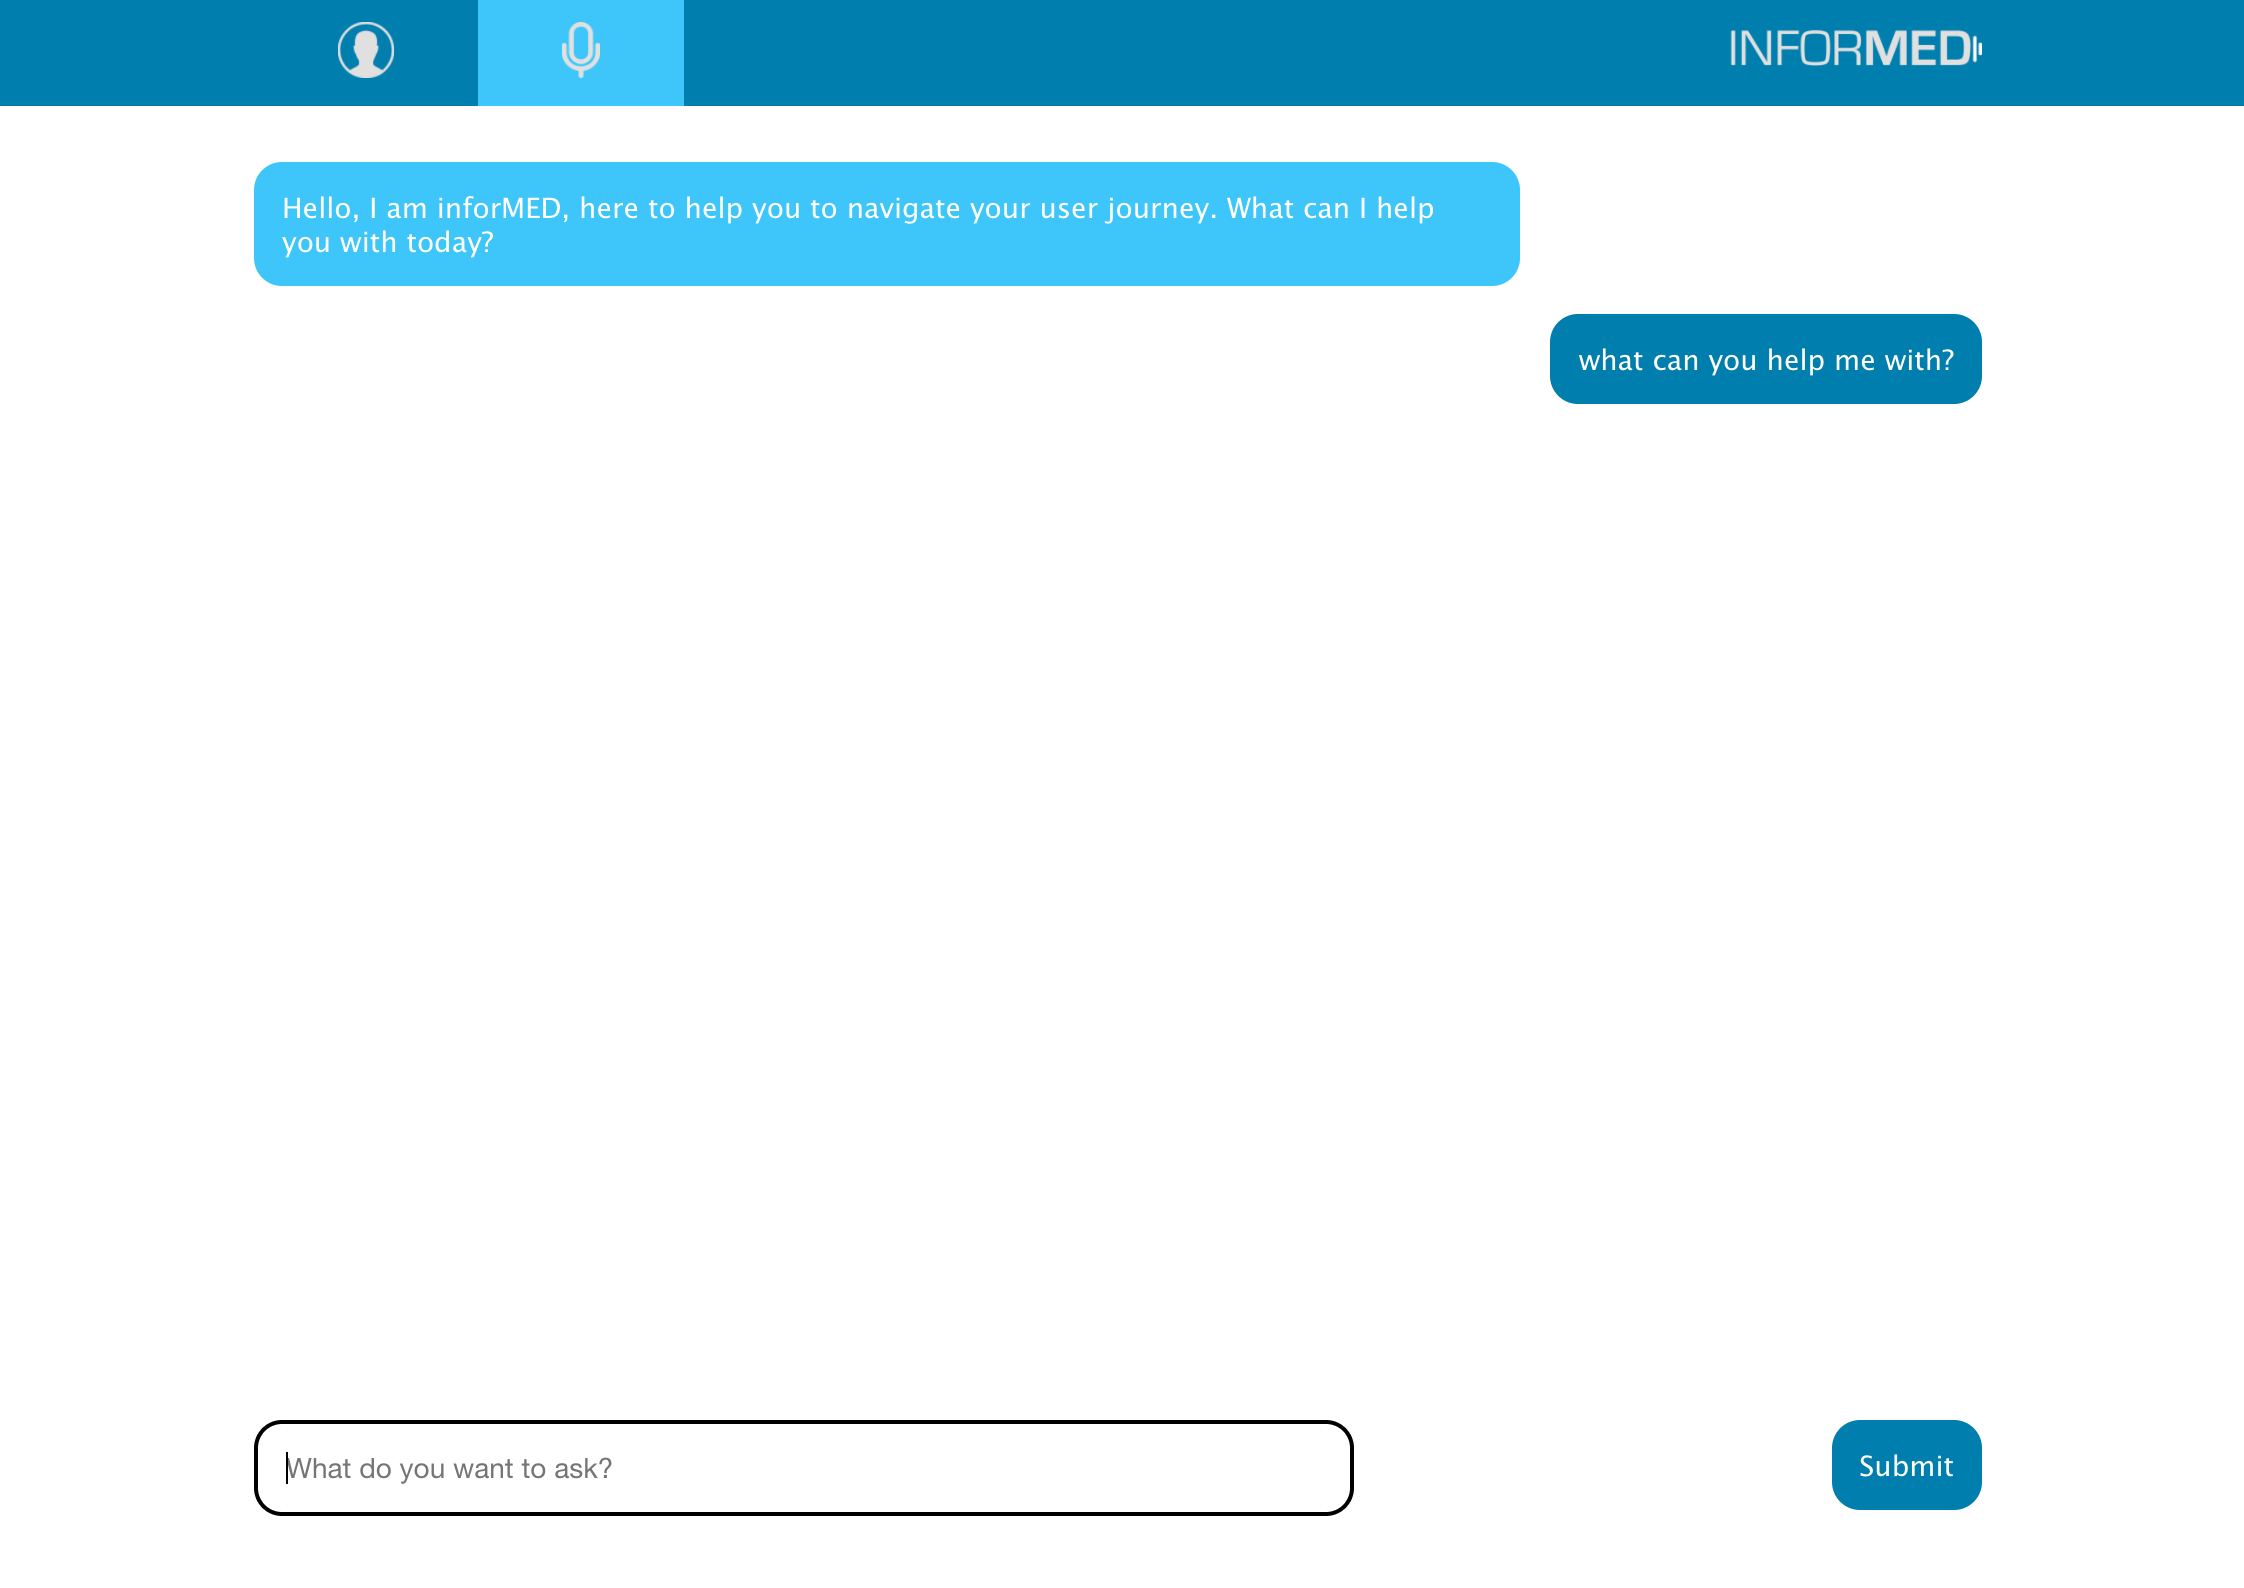 INFORMED
Hello, I am inforMED, here to help you to navigate your user journey. What can I help
you with today?
what can you help me with?
What do you want to ask?
Submit